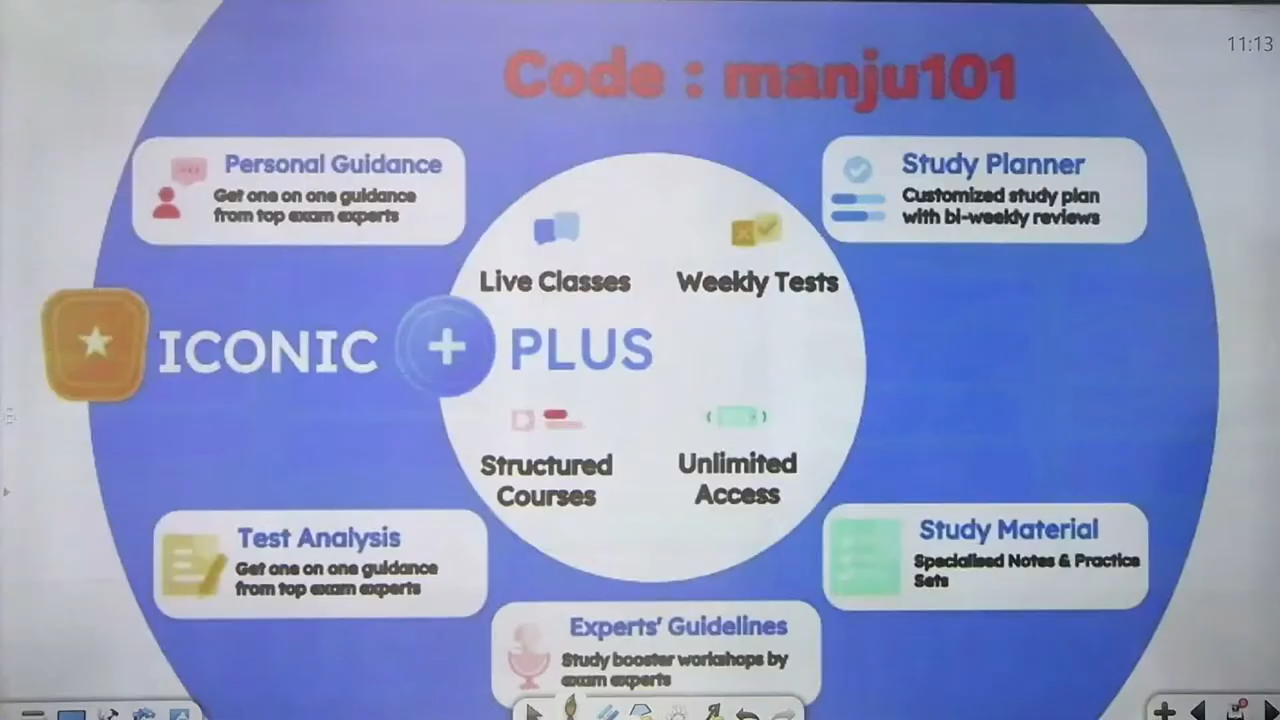 11:13
Code : manju101
Personal Guidance
Get one on one guidance
from top exam experts
Study Planner
Customized study plan
with bi-weekly reviews
Live Classes
Weekly Tests
ICONIC + PLUS
Structured
Courses
Unlimited
Access
Test Analysis
Get one on one guidance
from top exam experts
Study Material
Specialised Notes & Practice
Sets
Experts' Guidelines
Study booster workshops by
exam experts